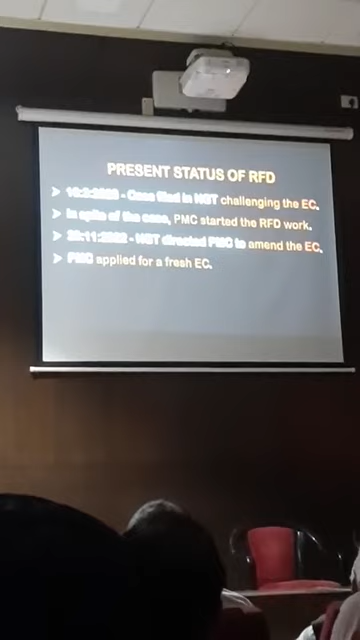 PRESENT STATUS OF RFD
➤ Case filed in NGT challenging the EC.
➤ In spite of the case, PMC started the RFD work.
➤ NGT directed PMC to amend the EC.
➤ PMC applied for a fresh EC.